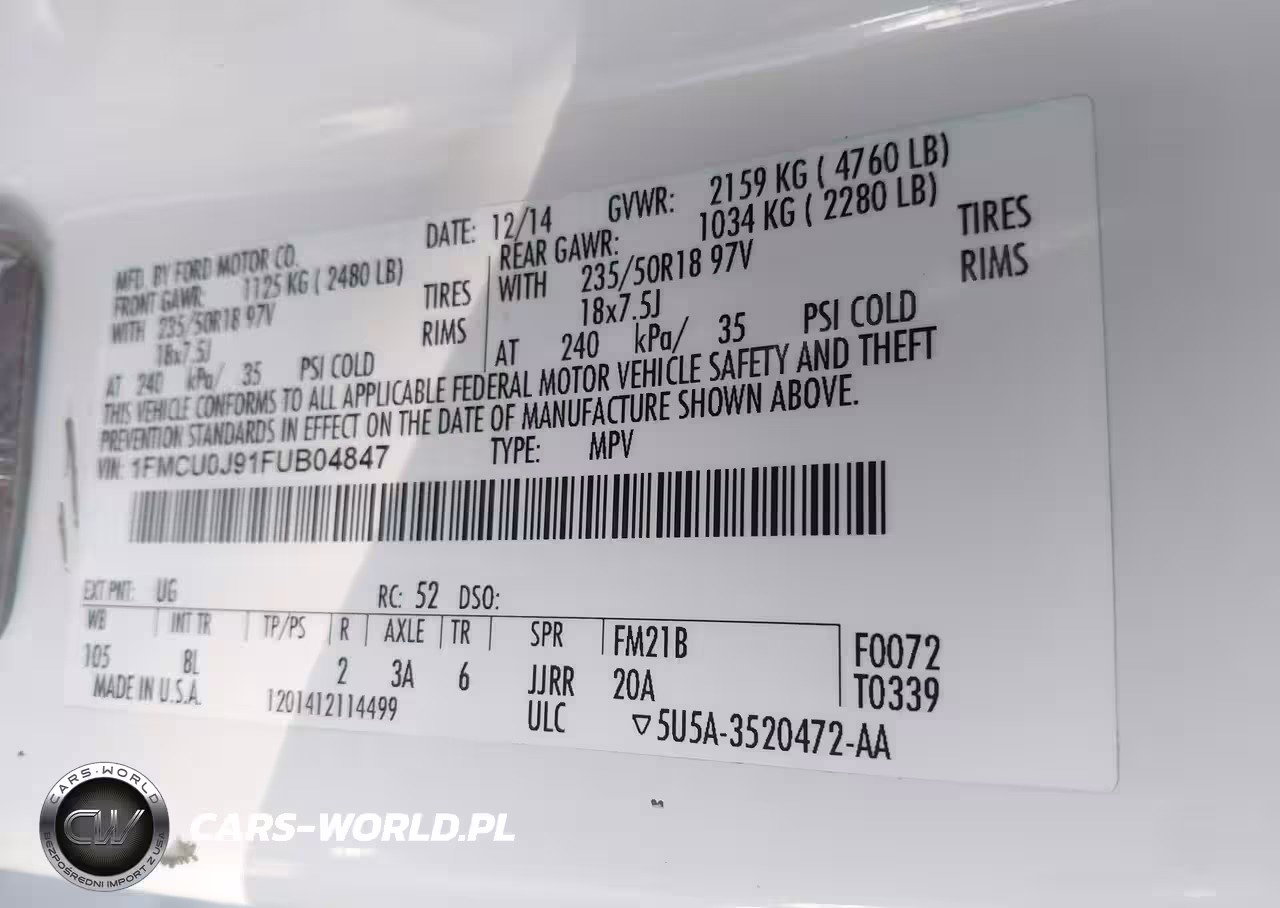 MFD. BY FORD MOTOR CO. DATE: 12/14 GVWR: 2159 KG ( 4760 LB)
FRONT GAWR: 1125 KG ( 2480 LB) REAR GAWR: 1034 KG ( 2280 LB)
WITH 235/50R18 97V TIRES WITH 235/50R18 97V TIRES
18x7.5J RIMS 18x7.5J RIMS
AT 240 kPa/ 35 PSI COLD AT 240 kPa/ 35 PSI COLD
THIS VEHICLE CONFORMS TO ALL APPLICABLE FEDERAL MOTOR VEHICLE SAFETY AND THEFT
PREVENTION STANDARDS IN EFFECT ON THE DATE OF MANUFACTURE SHOWN ABOVE.
VIN: 1FMCU0J91FUB04847 TYPE: MPV
EXT PNT: UG RC: 52 DSO:
WB INT TR TP/PS R AXLE TR SPR FM21B F0072
105 8L 2 3A 6 JJRR 20A T0339
MADE IN U.S.A. 1201412114499 ULC ▽5U5A-3520472-AA
CARS-WORLD
CW
BEZPOŚREDNI IMPORT Z USA
CARS-WORLD.PL